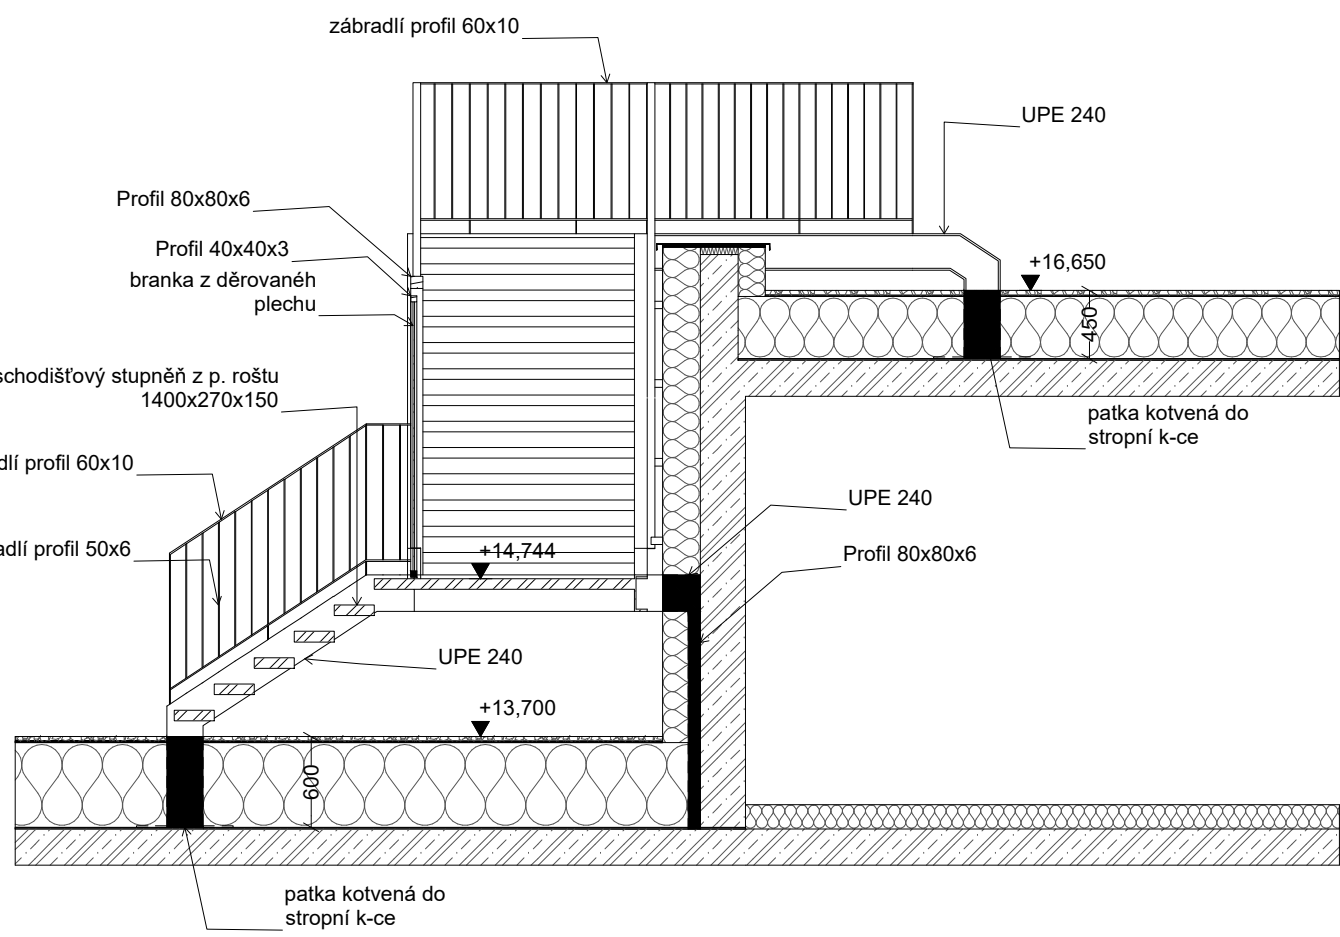 zábradlí profil 60x10
UPE 240
Profil 80x80x6
Profil 40x40x3
branka z děrovanéh
plechu
+16,650
450
schodišťový stupněň z p. roštu
1400x270x150
patka kotvená do
stropní k-ce
dlí profil 60x10
UPE 240
adlí profil 50x6
+14,744
Profil 80x80x6
UPE 240
+13,700
600
patka kotvená do
stropní k-ce